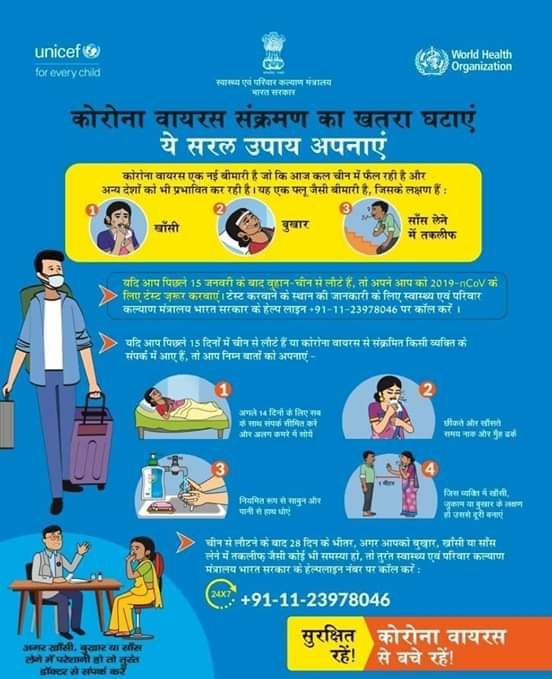 unicef
for every child
स्वास्थ्य एवं परिवार कल्याण मंत्रालय
भारत सरकार
World Health
Organization
कोरोना वायरस संक्रमण का खतरा घटाएं
ये सरल उपाय अपनाएं
कोरोना वायरस एक नई बीमारी है जो कि आज कल चीन में फैल रही है और
अन्य देशों को भी प्रभावित कर रही है। यह एक फ्लू जैसी बीमारी है, जिसके लक्षण हैं :
1
खाँसी
2
बुखार
3
साँस लेने
में तकलीफ
यदि आप पिछले 15 जनवरी के बाद वुहान-चीन से लौटें हैं, तो अपने आप को 2019-nCoV के
लिए टेस्ट ज़रूर करवाएं। टेस्ट करवाने के स्थान की जानकारी के लिए स्वास्थ्य एवं परिवार
कल्याण मंत्रालय भारत सरकार के हेल्प लाइन +91-11-23978046 पर कॉल करें ।
यदि आप पिछले 15 दिनों में चीन से लौटे हैं या कोरोना वायरस से संक्रमित किसी व्यक्ति के
संपर्क में आए हैं, तो आप निम्न बातों को अपनाएं-
1
अगले 14 दिनों के लिए सब
के साथ संपर्क सीमित करें
और अलग कमरे में सोयें
2
छींकते और खाँसते
समय नाक और मुँह ढकें
3
नियमित रूप से साबुन और
पानी से हाथ धोएं
1 मीटर
4
जिस व्यक्ति में खाँसी,
जुकाम या बुखार के लक्षण
हो उससे दूरी बनाएं
चीन से लौटने के बाद 28 दिन के भीतर, अगर आपको बुखार, खाँसी या साँस
लेने में तकलीफ़ जैसी कोई भी समस्या हो, तो तुरंत स्वास्थ्य एवं परिवार कल्याण
मंत्रालय भारत सरकार के हेल्पलाइन नंबर पर कॉल करें :
24X7
+91-11-23978046
अगर खाँसी, बुखार या साँस
लेने में परेशानी हो तो तुरंत
डॉक्टर से संपर्क करें
सुरक्षित
रहें!
कोरोना वायरस
से बचे रहें!